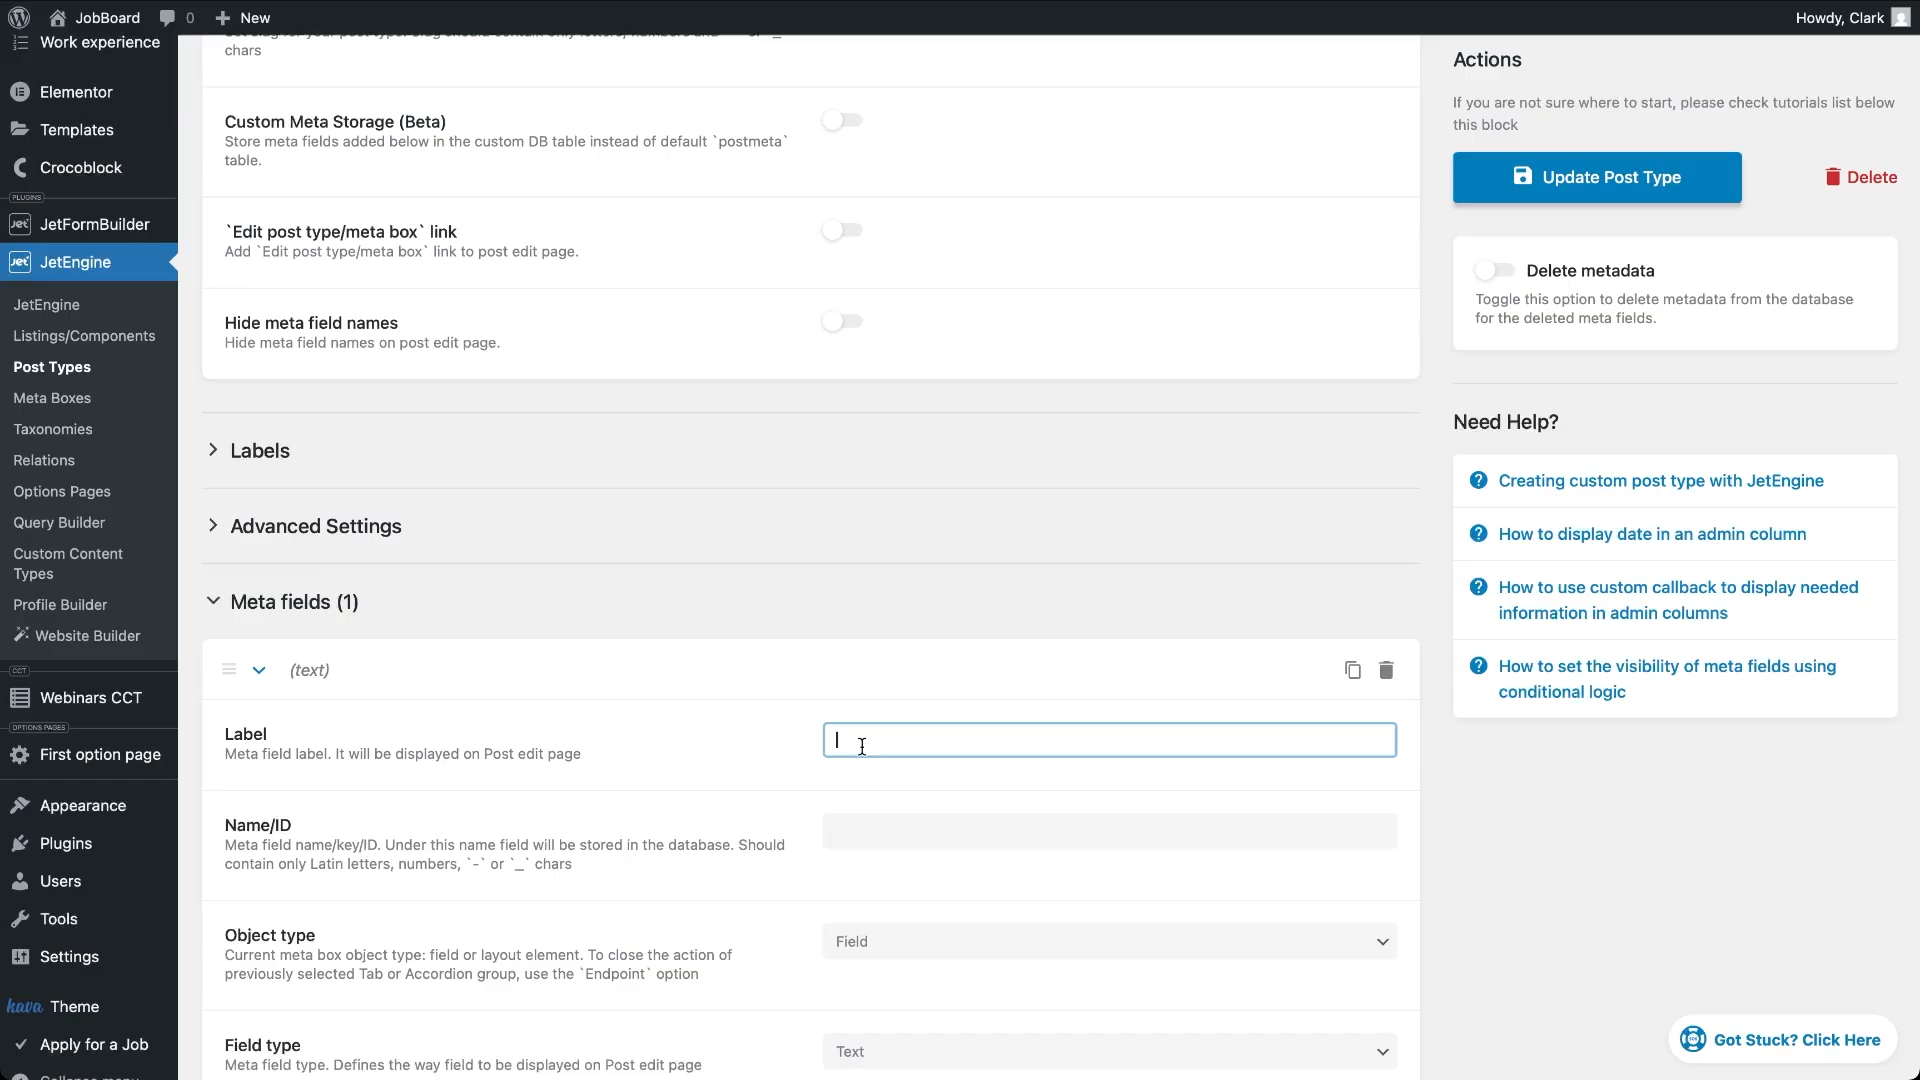 JobBoard
0
New
Howdy, Clark
Work experience
Elementor
Templates
Crocoblock
PLUGINS
JetFormBuilder
JetEngine
JetEngine
Listings/Components
Post Types
Meta Boxes
Taxonomies
Relations
Options Pages
Query Builder
Custom Content
Types
Profile Builder
Website Builder
CCT
Webinars CCT
OPTIONS PAGES
First option page
Appearance
Plugins
Users
Tools
Settings
kava Theme
Apply for a Job
Collapse menu
chars
Custom Meta Storage (Beta)
Store meta fields added below in the custom DB table instead of default `postmeta`
table.
`Edit post type/meta box` link
Add `Edit post type/meta box` link to post edit page.
Hide meta field names
Hide meta field names on post edit page.
Labels
Advanced Settings
Meta fields (1)
(text)
Label
Meta field label. It will be displayed on Post edit page
Name/ID
Meta field name/key/ID. Under this name field will be stored in the database. Should
contain only Latin letters, numbers, `-` or `_` chars
Object type
Current meta box object type: field or layout element. To close the action of
previously selected Tab or Accordion group, use the `Endpoint` option
Field
Field type
Meta field type. Defines the way field to be displayed on Post edit page
Text
Actions
If you are not sure where to start, please check tutorials list below
this block
Update Post Type
Delete
Delete metadata
Toggle this option to delete metadata from the database
for the deleted meta fields.
Need Help?
Creating custom post type with JetEngine
How to display date in an admin column
How to use custom callback to display needed
information in admin columns
How to set the visibility of meta fields using
conditional logic
Got Stuck? Click Here